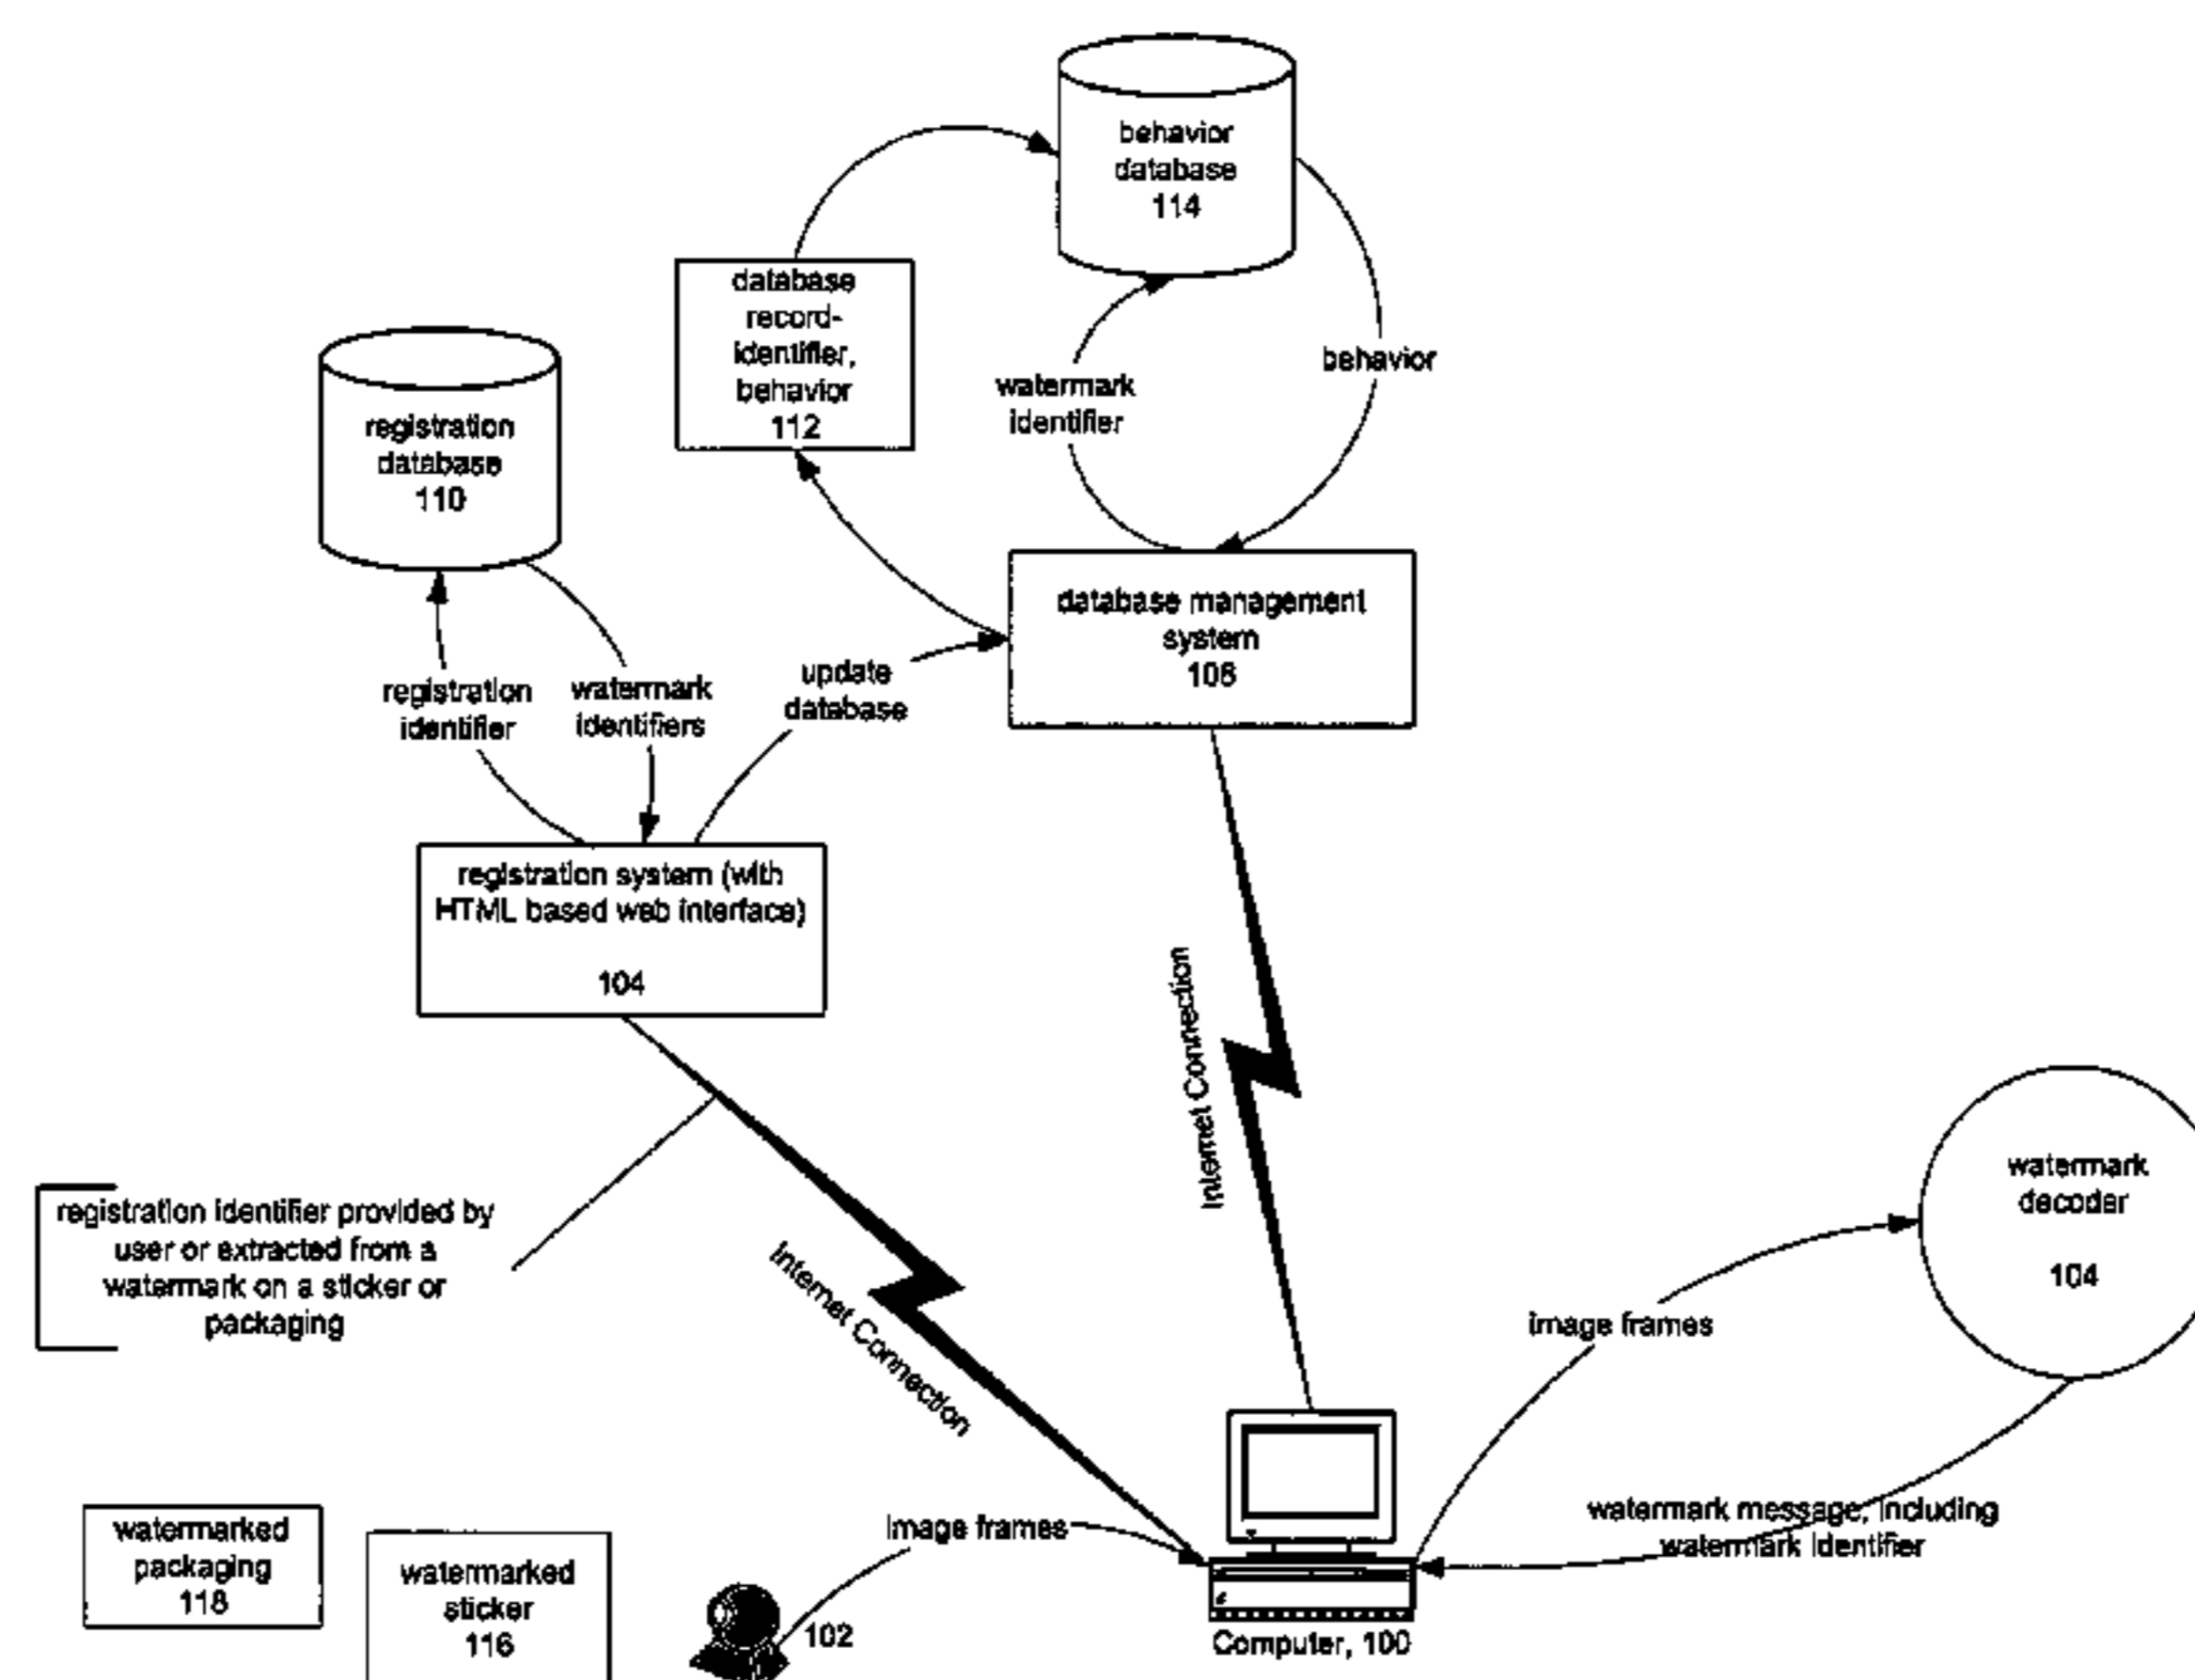 behavior
database
114
database
record-
identifier,
behavior
112
registration
database
110
watermark
identifier
behavior
database management
system
106
registration
identifier
watermark
identifiers
update
database
registration system (with
HTML based web interface)
104
Internet Connection
Internet Connection
registration identifier provided by
user or extracted from a
watermark on a sticker or
packaging
watermark
decoder
104
image frames
watermark message, including
watermark identifier
image frames
watermarked
packaging
118
watermarked
sticker
116
102
Computer, 100